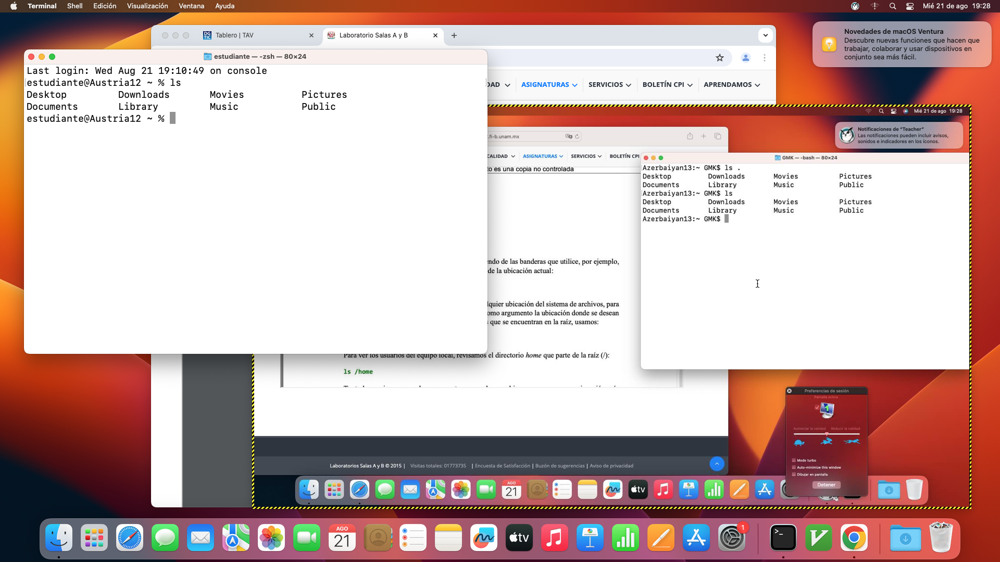 Terminal Shell Edición Visualización Ventana Ayuda
Mié 21 de ago 19:28
DGTIC Tablero | TAV
Laboratorio Salas A y B
Novedades de macOS Ventura
Descubre nuevas funciones que hacen que
trabajar, colaborar y usar dispositivos en
conjunto sea más fácil.
estudiante — -zsh — 80×24
Last login: Wed Aug 21 19:10:49 on console
estudiante@Austria12 ~ % ls
Desktop Downloads Movies Pictures
Documents Library Music Public
estudiante@Austria12 ~ %
DAD ASIGNATURAS SERVICIOS BOLETÍN CPI APRENDAMOS
Mié 21 de ago 19:28
Notificaciones de "Teacher"
Las notificaciones pueden incluir avisos,
sonidos e indicadores en los íconos.
.fi-b.unam.mx
CALIDAD ASIGNATURAS SERVICIOS BOLETÍN CPI
to es una copia no controlada
GMK — -bash — 80×24
Azerbaiyan13:~ GMK$ ls .
Desktop Downloads Movies Pictures
Documents Library Music Public
Azerbaiyan13:~ GMK$ ls
Desktop Downloads Movies Pictures
Documents Library Music Public
Azerbaiyan13:~ GMK$
endo de las banderas que utilice, por ejemplo,
de la ubicación actual:
lquier ubicación del sistema de archivos, para
omo argumento la ubicación donde se desean
que se encuentran en la raíz, usamos:
Para ver los usuarios del equipo local, revisamos el directorio home que parte de la raíz (/):
ls /home
Preferencias de sesión
Pantalla activa
1
Aumentar la calidad Reducir la calidad
Modo turbo
Auto-minimize this window
Dibujar en pantalla
Detener
Laboratorios Salas A y B © 2015 | Visitas totales: 01773735 | Encuesta de Satisfacción | Buzón de sugerencias | Aviso de privacidad
AGO
21
tv
AGO
21
tv
1
>_